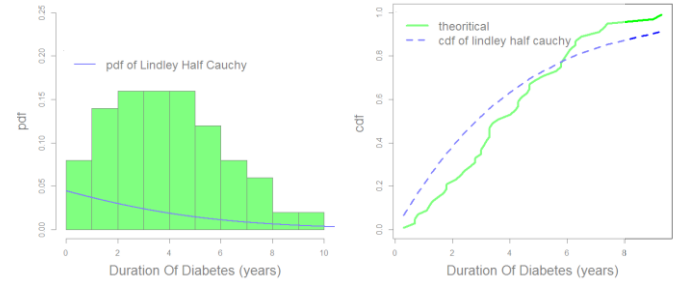 0.25
0.20
0.15
0.10
0.05
0.00
pdf
pdf of Lindley Half Cauchy
0 2 4 6 8 10
Duration Of Diabetes (years)
1.0
0.8
0.6
0.4
0.2
0.0
cdf
theoritical
cdf of lindley half cauchy
0 2 4 6 8
Duration Of Diabetes (years)